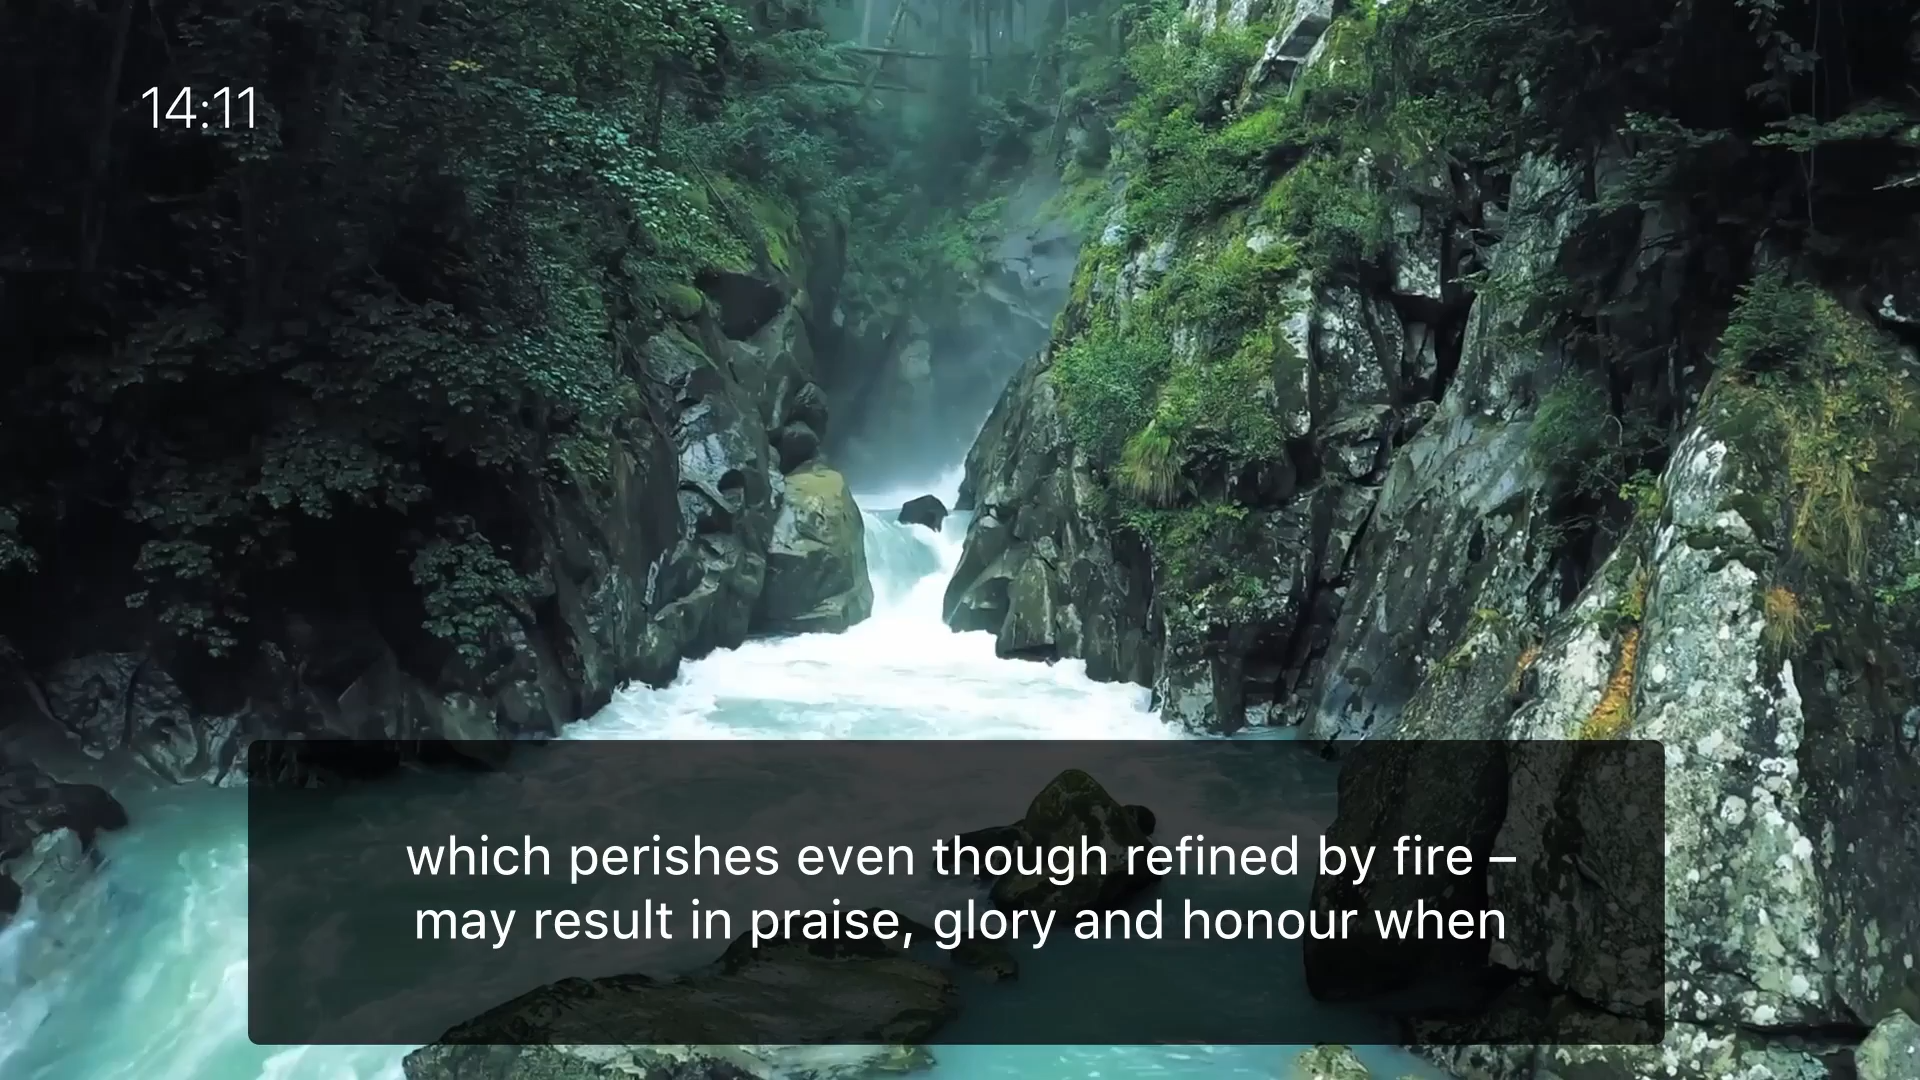 14:11
which perishes even though refined by fire –
may result in praise, glory and honour when